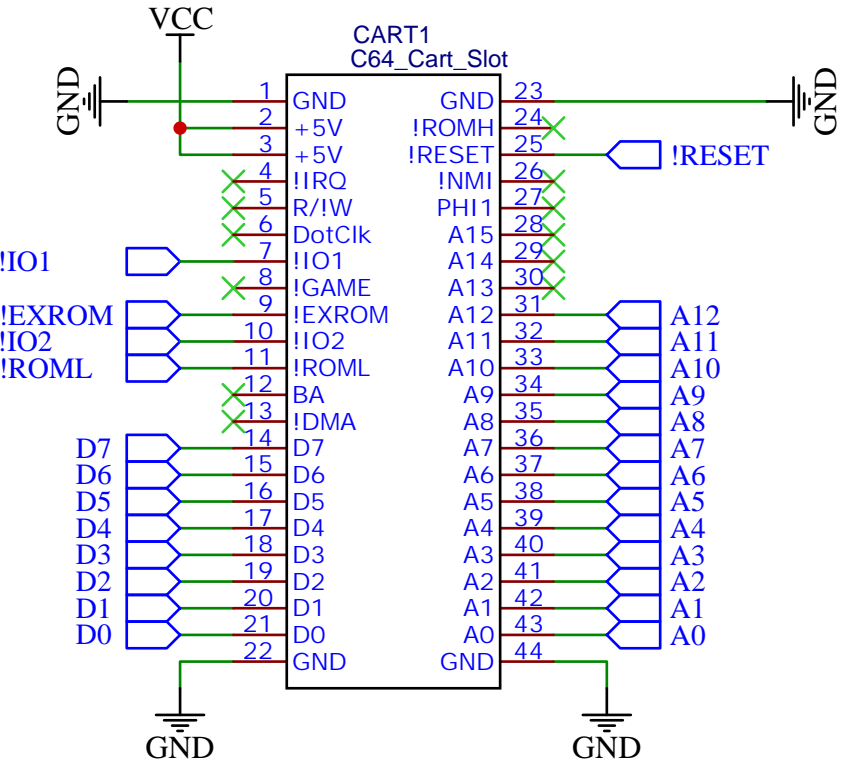 VCC
CART1
C64_Cart_Slot
GND 1 GND GND 23 GND
2 +5V !ROMH 24
3 +5V !RESET 25 !RESET
4 !IRQ !NMI 26
5 R/!W PHI1 27
6 DotClk A15 28
!IO1 7 !IO1 A14 29
8 !GAME A13 30
!EXROM 9 !EXROM A12 31 A12
!IO2 10 !IO2 A11 32 A11
!ROML 11 !ROML A10 33 A10
12 BA A9 34 A9
13 !DMA A8 35 A8
D7 14 D7 A7 36 A7
D6 15 D6 A6 37 A6
D5 16 D5 A5 38 A5
D4 17 D4 A4 39 A4
D3 18 D3 A3 40 A3
D2 19 D2 A2 41 A2
D1 20 D1 A1 42 A1
D0 21 D0 A0 43 A0
22 GND GND 44
GND GND